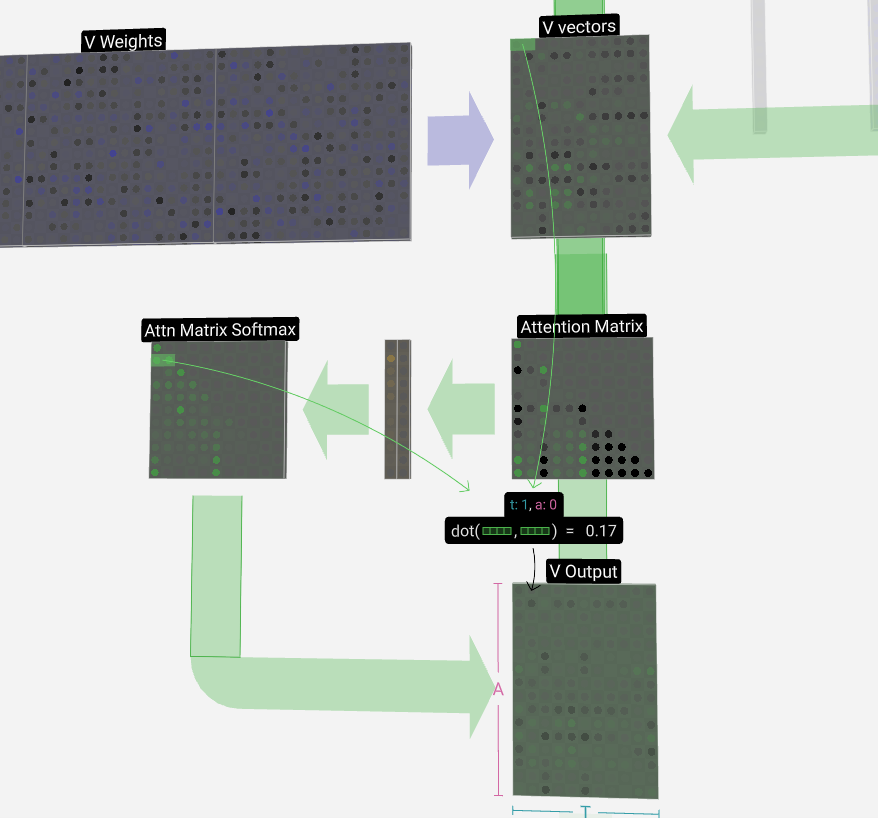 V vectors
V Weights
Attention Matrix
Attn Matrix Softmax
t: 1, a: 0
dot( , ) = 0.17
V Output
A
T